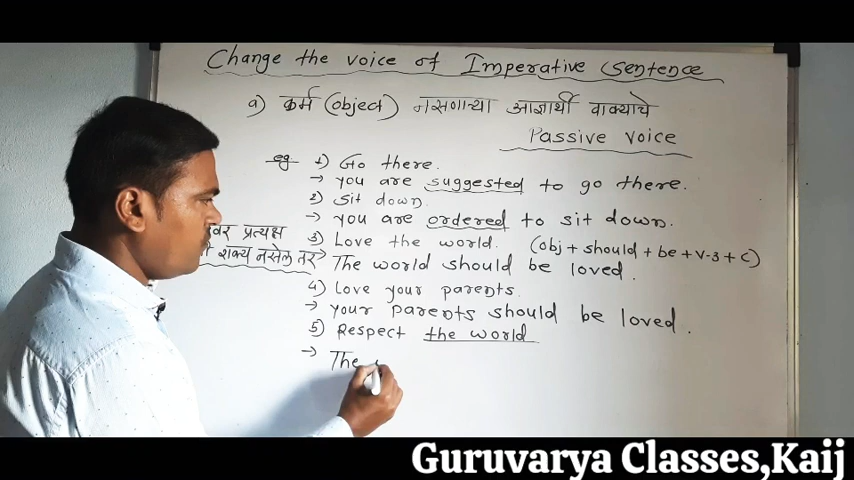 Change the voice of Imperative Sentence
a) कर्म (object) नसणाऱ्या आज्ञार्थी वाक्याचे
Passive voice
eg 1) Go there.
→ you are suggested to go there.
2) Sit down.
→ you are ordered to sit down.
वर प्रत्यक्ष
शक्य नसेल तर
3) Love the world. (obj + should + be + V-3 + C)
The world should be loved.
4) Love your parents.
→ your parents should be loved.
5) Respect the world
→ The
Guruvarya Classes,Kaij